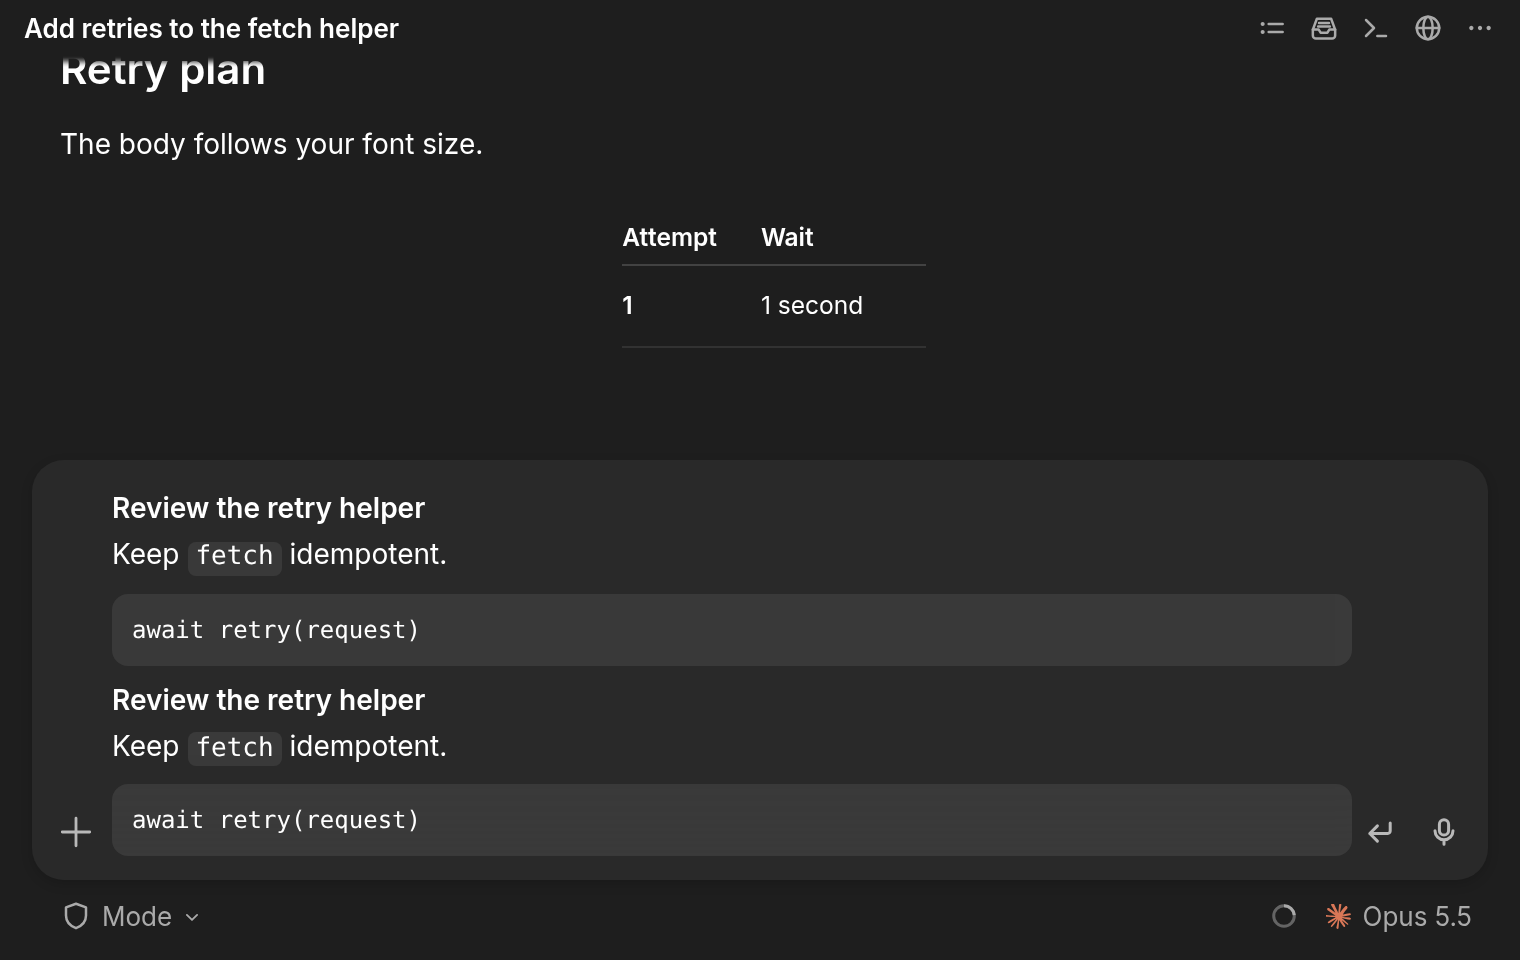 Add retries to the fetch helper
Retry plan
The body follows your font size.
Attempt Wait
1 1 second
Review the retry helper
Keep fetch idempotent.
await retry(request)
Review the retry helper
Keep fetch idempotent.
await retry(request)
Mode
Opus 5.5